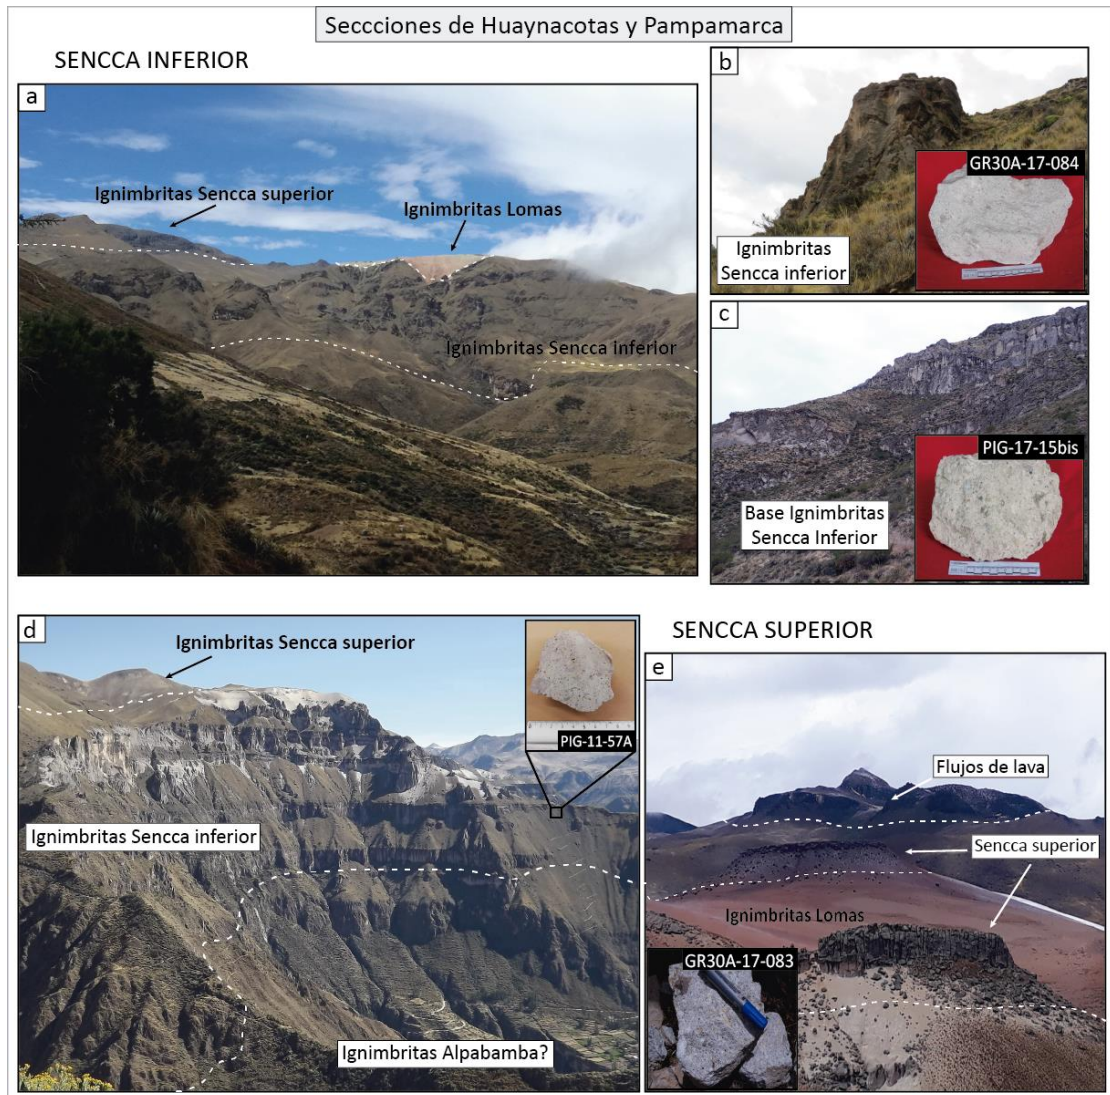 Seccciones de Huaynacotas y Pampamarca
SENCCA INFERIOR
a
Ignimbritas Sencca superior
Ignimbritas Lomas
Ignimbritas Sencca inferior
b
GR30A-17-084
Ignimbritas
Sencca inferior
c
PIG-17-15bis
Base Ignimbritas
Sencca Inferior
d
Ignimbritas Sencca superior
PIG-11-57A
Ignimbritas Sencca inferior
Ignimbritas Alpabamba?
SENCCA SUPERIOR
e
Flujos de lava
Sencca superior
Ignimbritas Lomas
GR30A-17-083